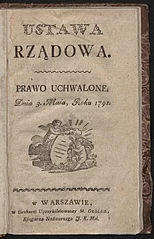 USTAWA
RZĄDOWA.
PRAWO UCHWALONE,
Dnia 3. Maia, Roku 1791.
w WARSZAWIE,
w Drukarni Uprzywileiowaney M. GRÖLLA,
Księgarza Nadwornego J. K. Mci.